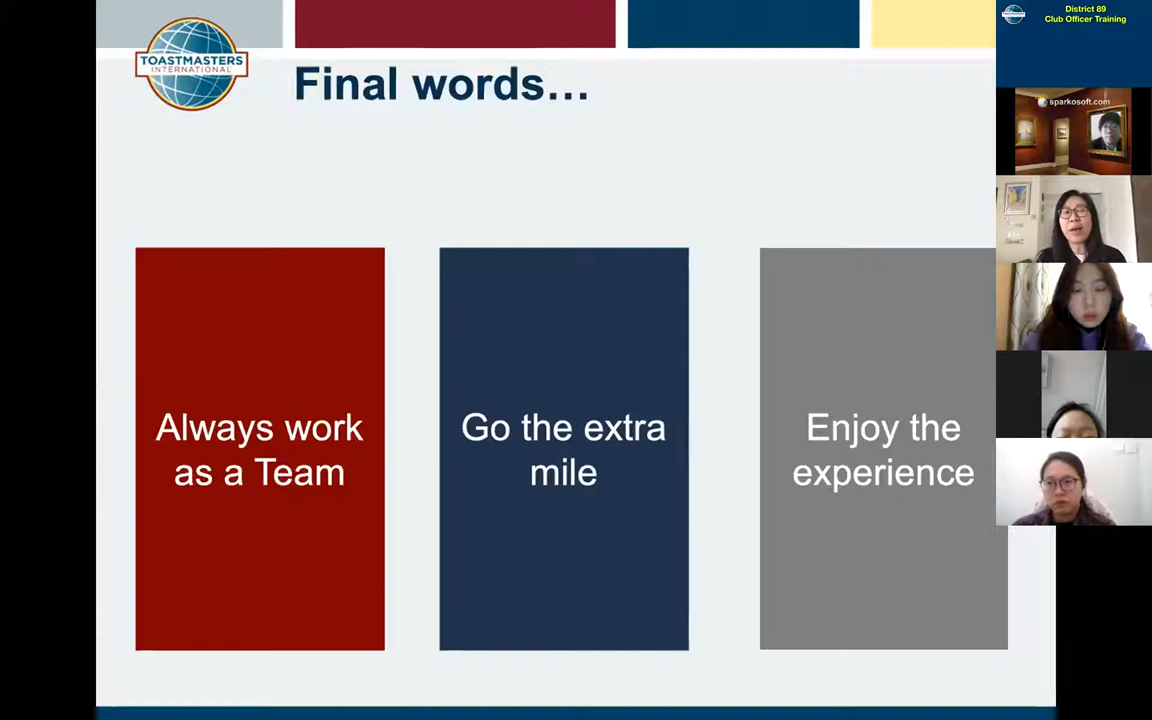 District 89
Club Officer Training
TOASTMASTERS
INTERNATIONAL
Final words...
sparkosoft.com
Always work
as a Team
Go the extra
mile
Enjoy the
experience